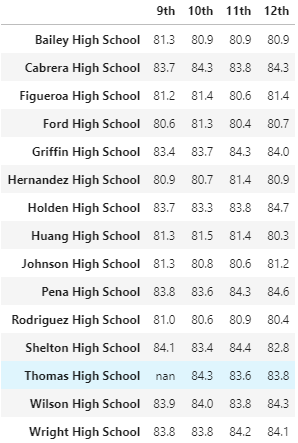 9th 10th 11th 12th
Bailey High School 81.3 80.9 80.9 80.9
Cabrera High School 83.7 84.3 83.8 84.3
Figueroa High School 81.2 81.4 80.6 81.4
Ford High School 80.6 81.3 80.4 80.7
Griffin High School 83.4 83.7 84.3 84.0
Hernandez High School 80.9 80.7 81.4 80.9
Holden High School 83.7 83.3 83.8 84.7
Huang High School 81.3 81.5 81.4 80.3
Johnson High School 81.3 80.8 80.6 81.2
Pena High School 83.8 83.6 84.3 84.6
Rodriguez High School 81.0 80.6 80.9 80.4
Shelton High School 84.1 83.4 84.4 82.8
Thomas High School nan 84.3 83.6 83.8
Wilson High School 83.9 84.0 83.8 84.3
Wright High School 83.8 83.8 84.2 84.1